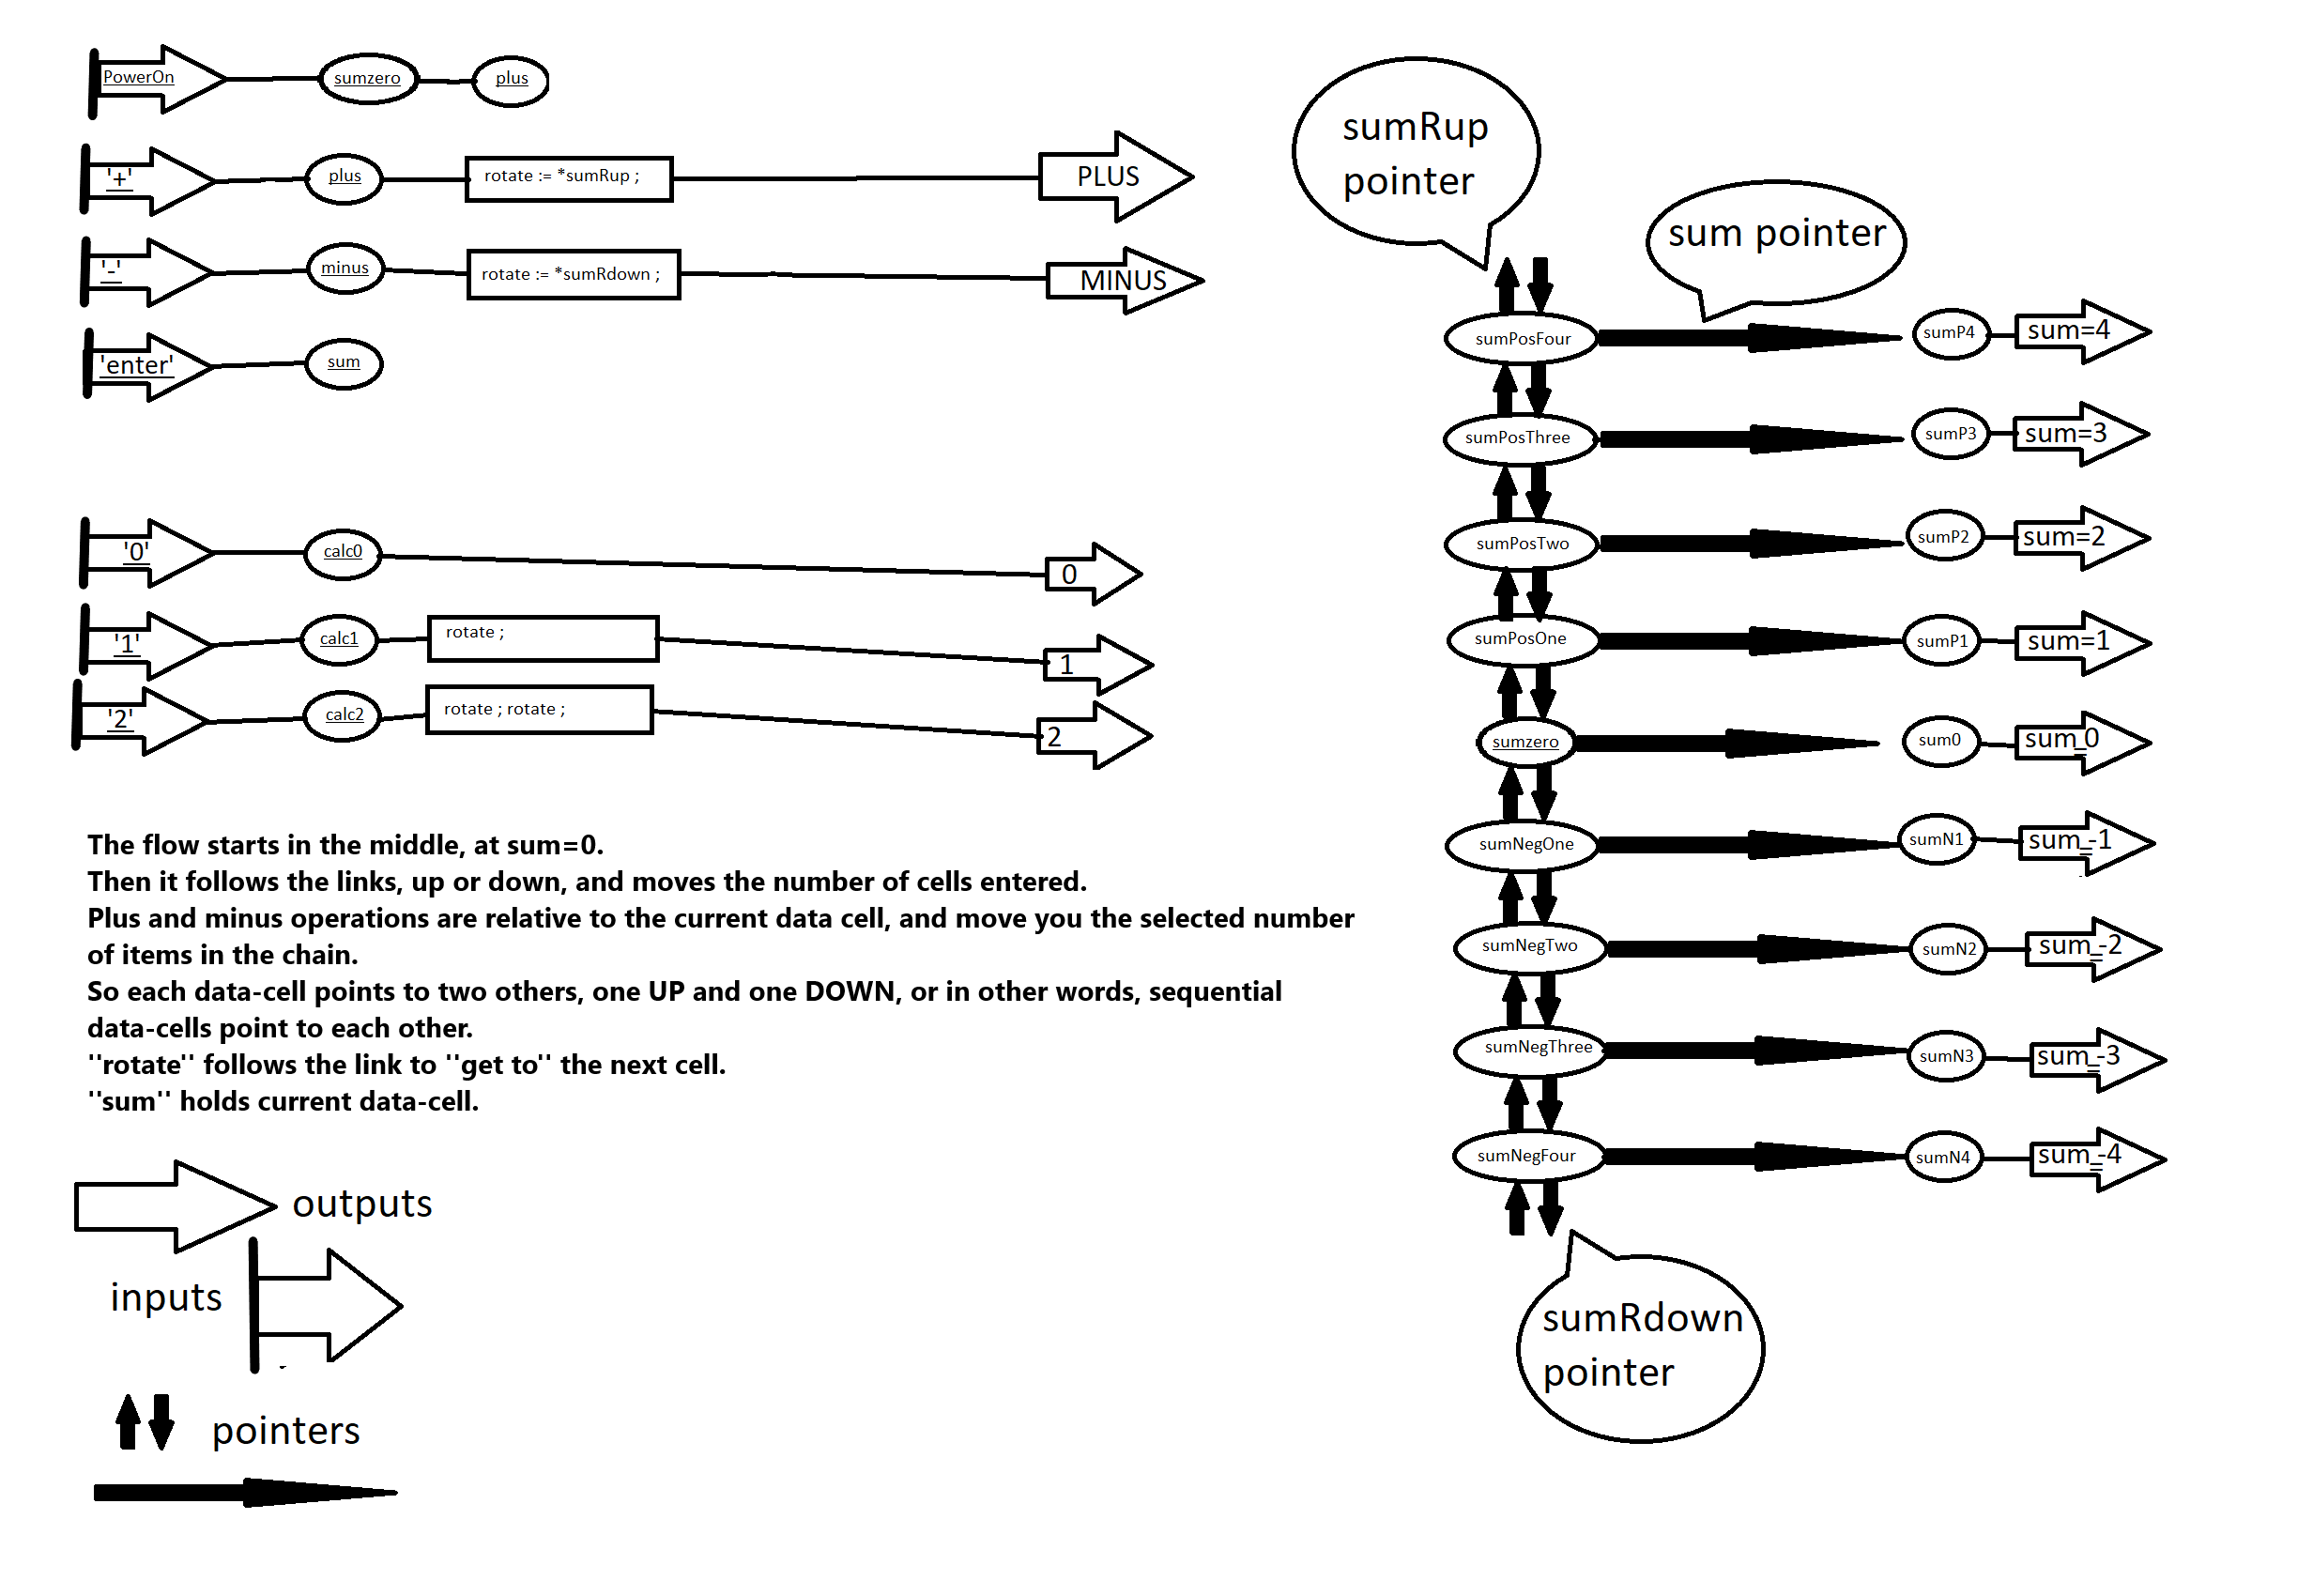 PowerOn
sumzero
plus
'+'
plus
rotate := *sumRup ;
PLUS
'-'
minus
rotate := *sumRdown ;
MINUS
'enter'
sum
'0'
calc0
0
'1'
calc1
rotate ;
1
'2'
calc2
rotate ; rotate ;
2
The flow starts in the middle, at sum=0.
Then it follows the links, up or down, and moves the number of cells entered.
Plus and minus operations are relative to the current data cell, and move you the selected number
of items in the chain.
So each data-cell points to two others, one UP and one DOWN, or in other words, sequential
data-cells point to each other.
"rotate" follows the link to "get to" the next cell.
"sum" holds current data-cell.
outputs
inputs
pointers
sumRup
pointer
sum pointer
sumPosFour
sumP4
sum=4
sumPosThree
sumP3
sum=3
sumPosTwo
sumP2
sum=2
sumPosOne
sumP1
sum=1
sumzero
sum0
sum=0
sumNegOne
sumN1
sum=-1
sumNegTwo
sumN2
sum=-2
sumNegThree
sumN3
sum=-3
sumNegFour
sumN4
sum=-4
sumRdown
pointer